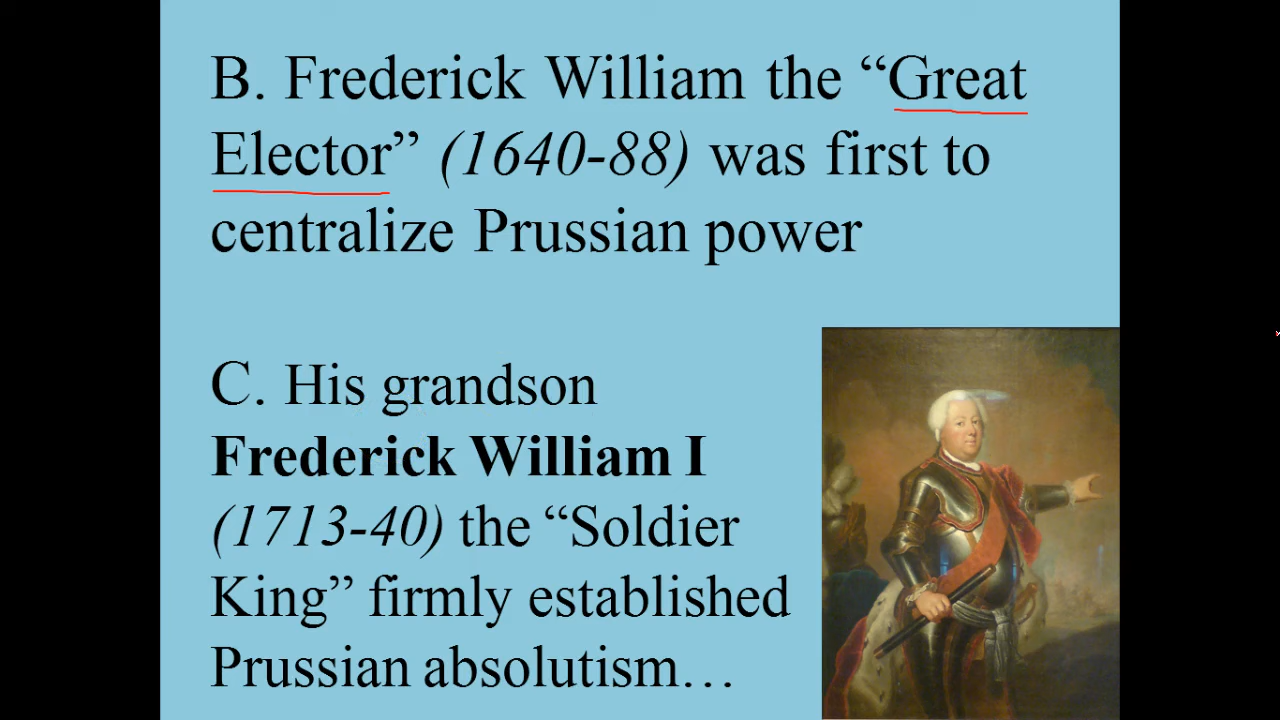 B. Frederick William the “Great
Elector” (1640-88) was first to
centralize Prussian power
C. His grandson
Frederick William I
(1713-40) the “Soldier
King” firmly established
Prussian absolutism…